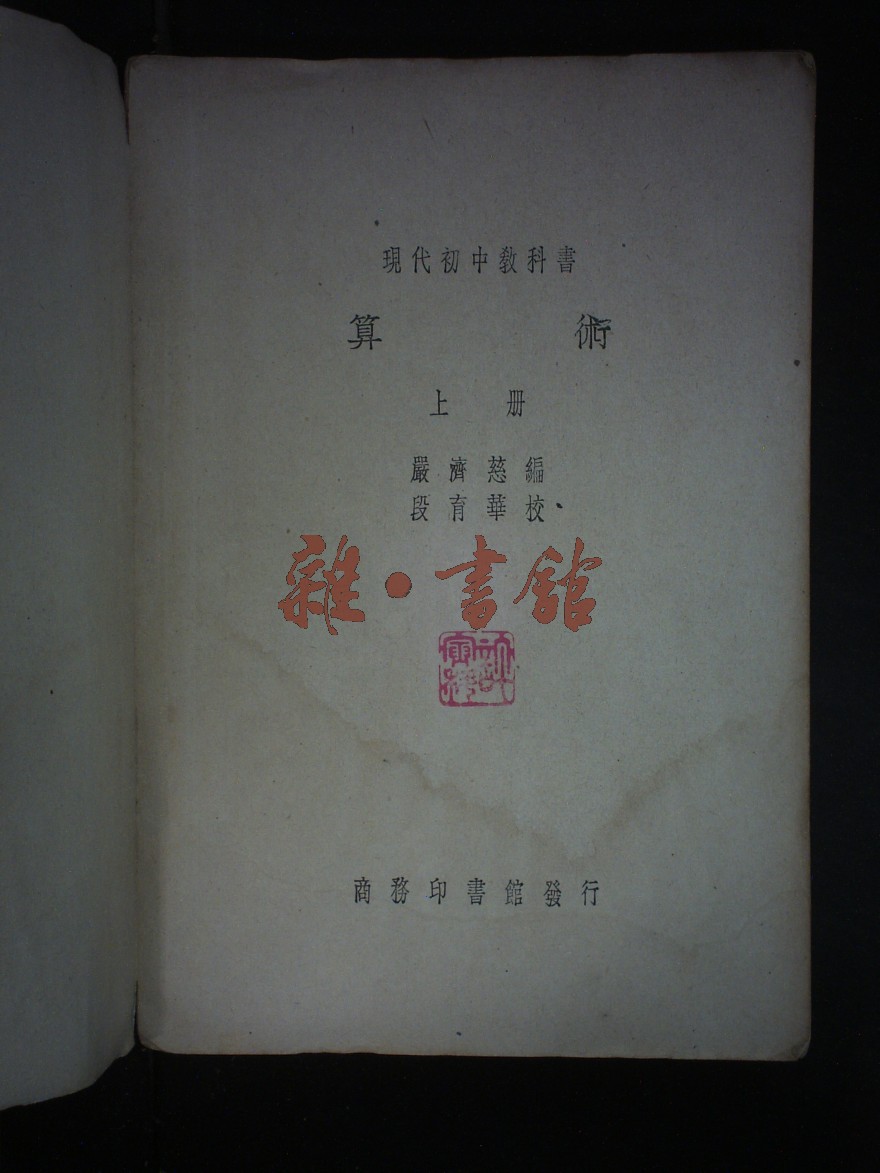 現代初中教科書
算術
上册
嚴濟慈編
段育華校
雜·書舘
商務印書館發行